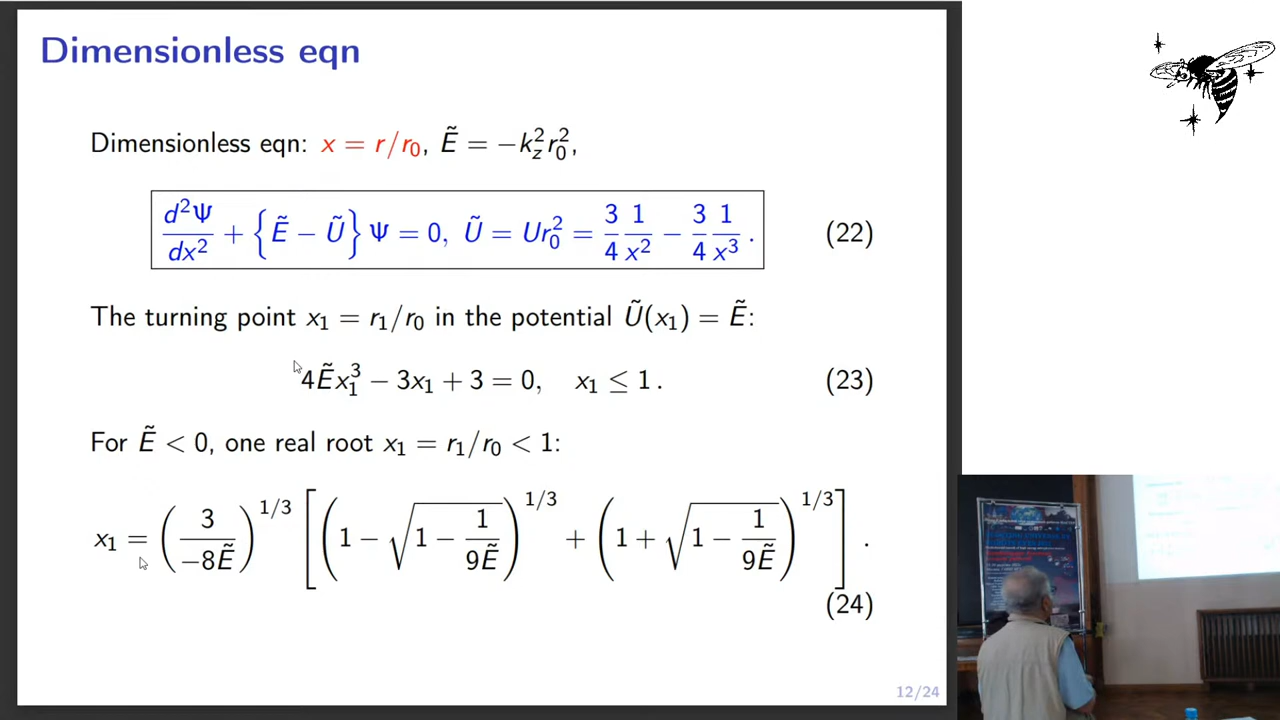 Dimensionless eqn
Dimensionless eqn: x = r/r₀, Ẽ = −k_z²r₀²,
d²Ψ/dx² + {Ẽ − Ũ} Ψ = 0, Ũ = Ur₀² = 3/4 1/x² − 3/4 1/x³ . (22)
The turning point x₁ = r₁/r₀ in the potential Ũ(x₁) = Ẽ:
4Ẽx₁³ − 3x₁ + 3 = 0, x₁ ≤ 1 . (23)
For Ẽ < 0, one real root x₁ = r₁/r₀ < 1:
x₁ = (3/−8Ẽ)^1/3 [(1 − √(1 − 1/9Ẽ))^1/3 + (1 + √(1 − 1/9Ẽ))^1/3] .
(24)
12/24